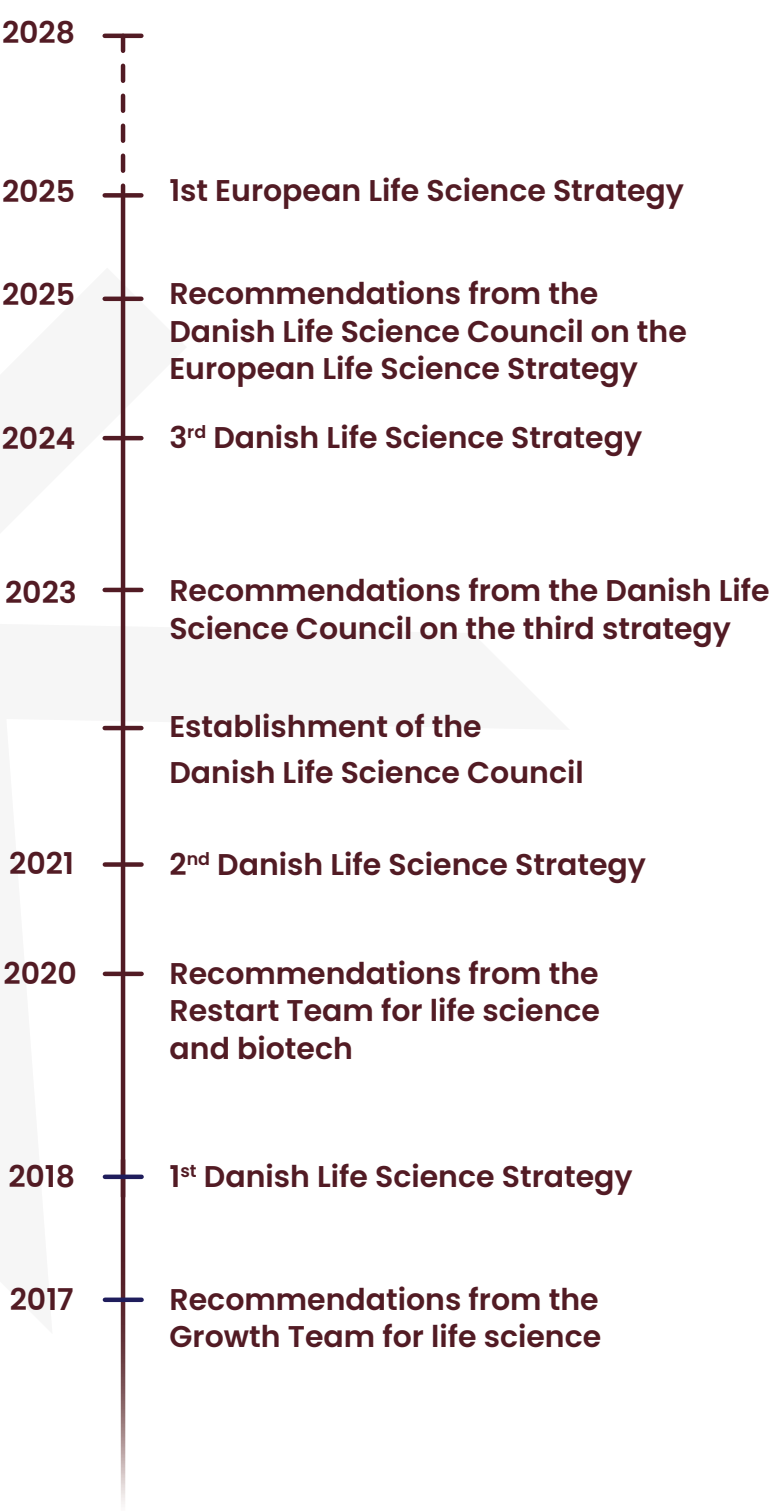 2028
2025 1st European Life Science Strategy
2025 Recommendations from the
Danish Life Science Council on the
European Life Science Strategy
2024 3rd Danish Life Science Strategy
2023 Recommendations from the Danish Life
Science Council on the third strategy
Establishment of the
Danish Life Science Council
2021 2nd Danish Life Science Strategy
2020 Recommendations from the
Restart Team for life science
and biotech
2018 1st Danish Life Science Strategy
2017 Recommendations from the
Growth Team for life science